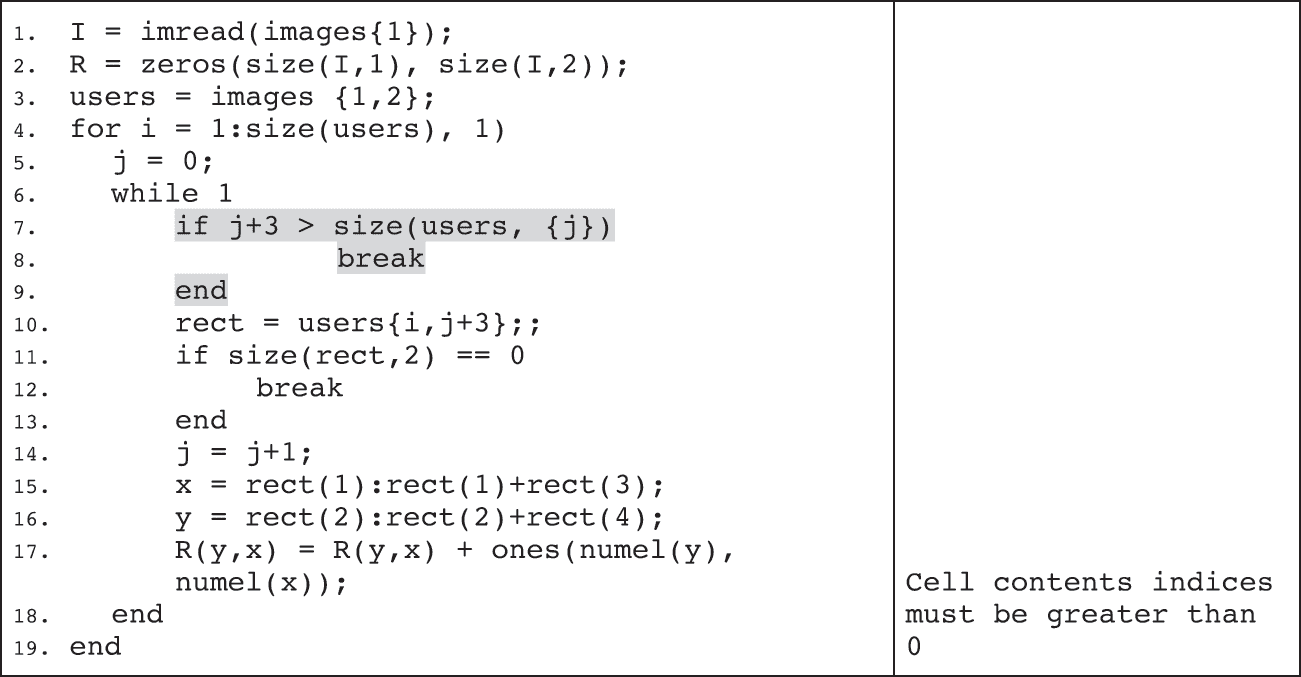 1. I = imread(images{1});
2. R = zeros(size(I,1), size(I,2));
3. users = images {1,2};
4. for i = 1:size(users), 1)
5. j = 0;
6. while 1
7. if j+3 > size(users, {j})
8. break
9. end
10. rect = users{i,j+3};;
11. if size(rect,2) == 0
12. break
13. end
14. j = j+1;
15. x = rect(1):rect(1)+rect(3);
16. y = rect(2):rect(2)+rect(4);
17. R(y,x) = R(y,x) + ones(numel(y),
numel(x));
18. end
19. end
Cell contents indices
must be greater than
0